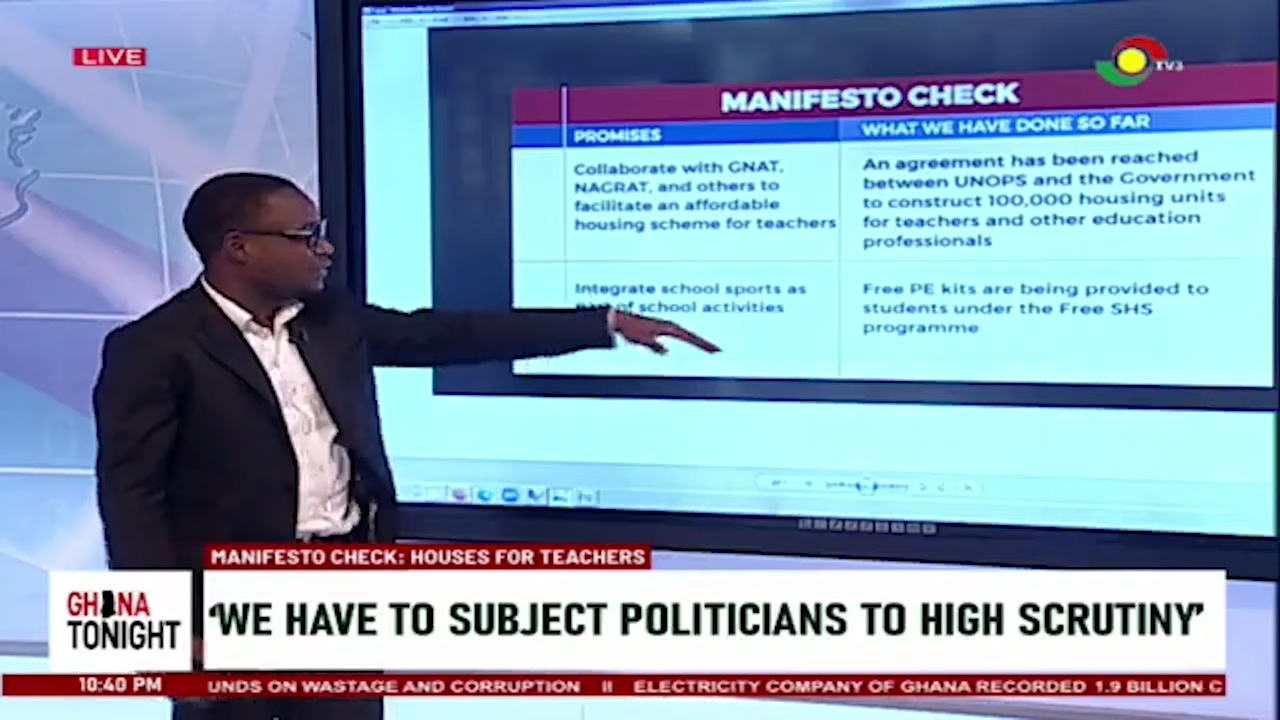 LIVE
TV3
MANIFESTO CHECK
PROMISES
WHAT WE HAVE DONE SO FAR
Collaborate with GNAT,
NAGRAT, and others to
facilitate an affordable
housing scheme for teachers
An agreement has been reached
between UNOPS and the Government
to construct 100,000 housing units
for teachers and other education
professionals
Integrate school sports as
part of school activities
Free PE kits are being provided to
students under the Free SHS
programme
MANIFESTO CHECK: HOUSES FOR TEACHERS
GHANA
TONIGHT
‘WE HAVE TO SUBJECT POLITICIANS TO HIGH SCRUTINY’
10:40 PM
UNDS ON WASTAGE AND CORRUPTION II ELECTRICITY COMPANY OF GHANA RECORDED 1.9 BILLION C